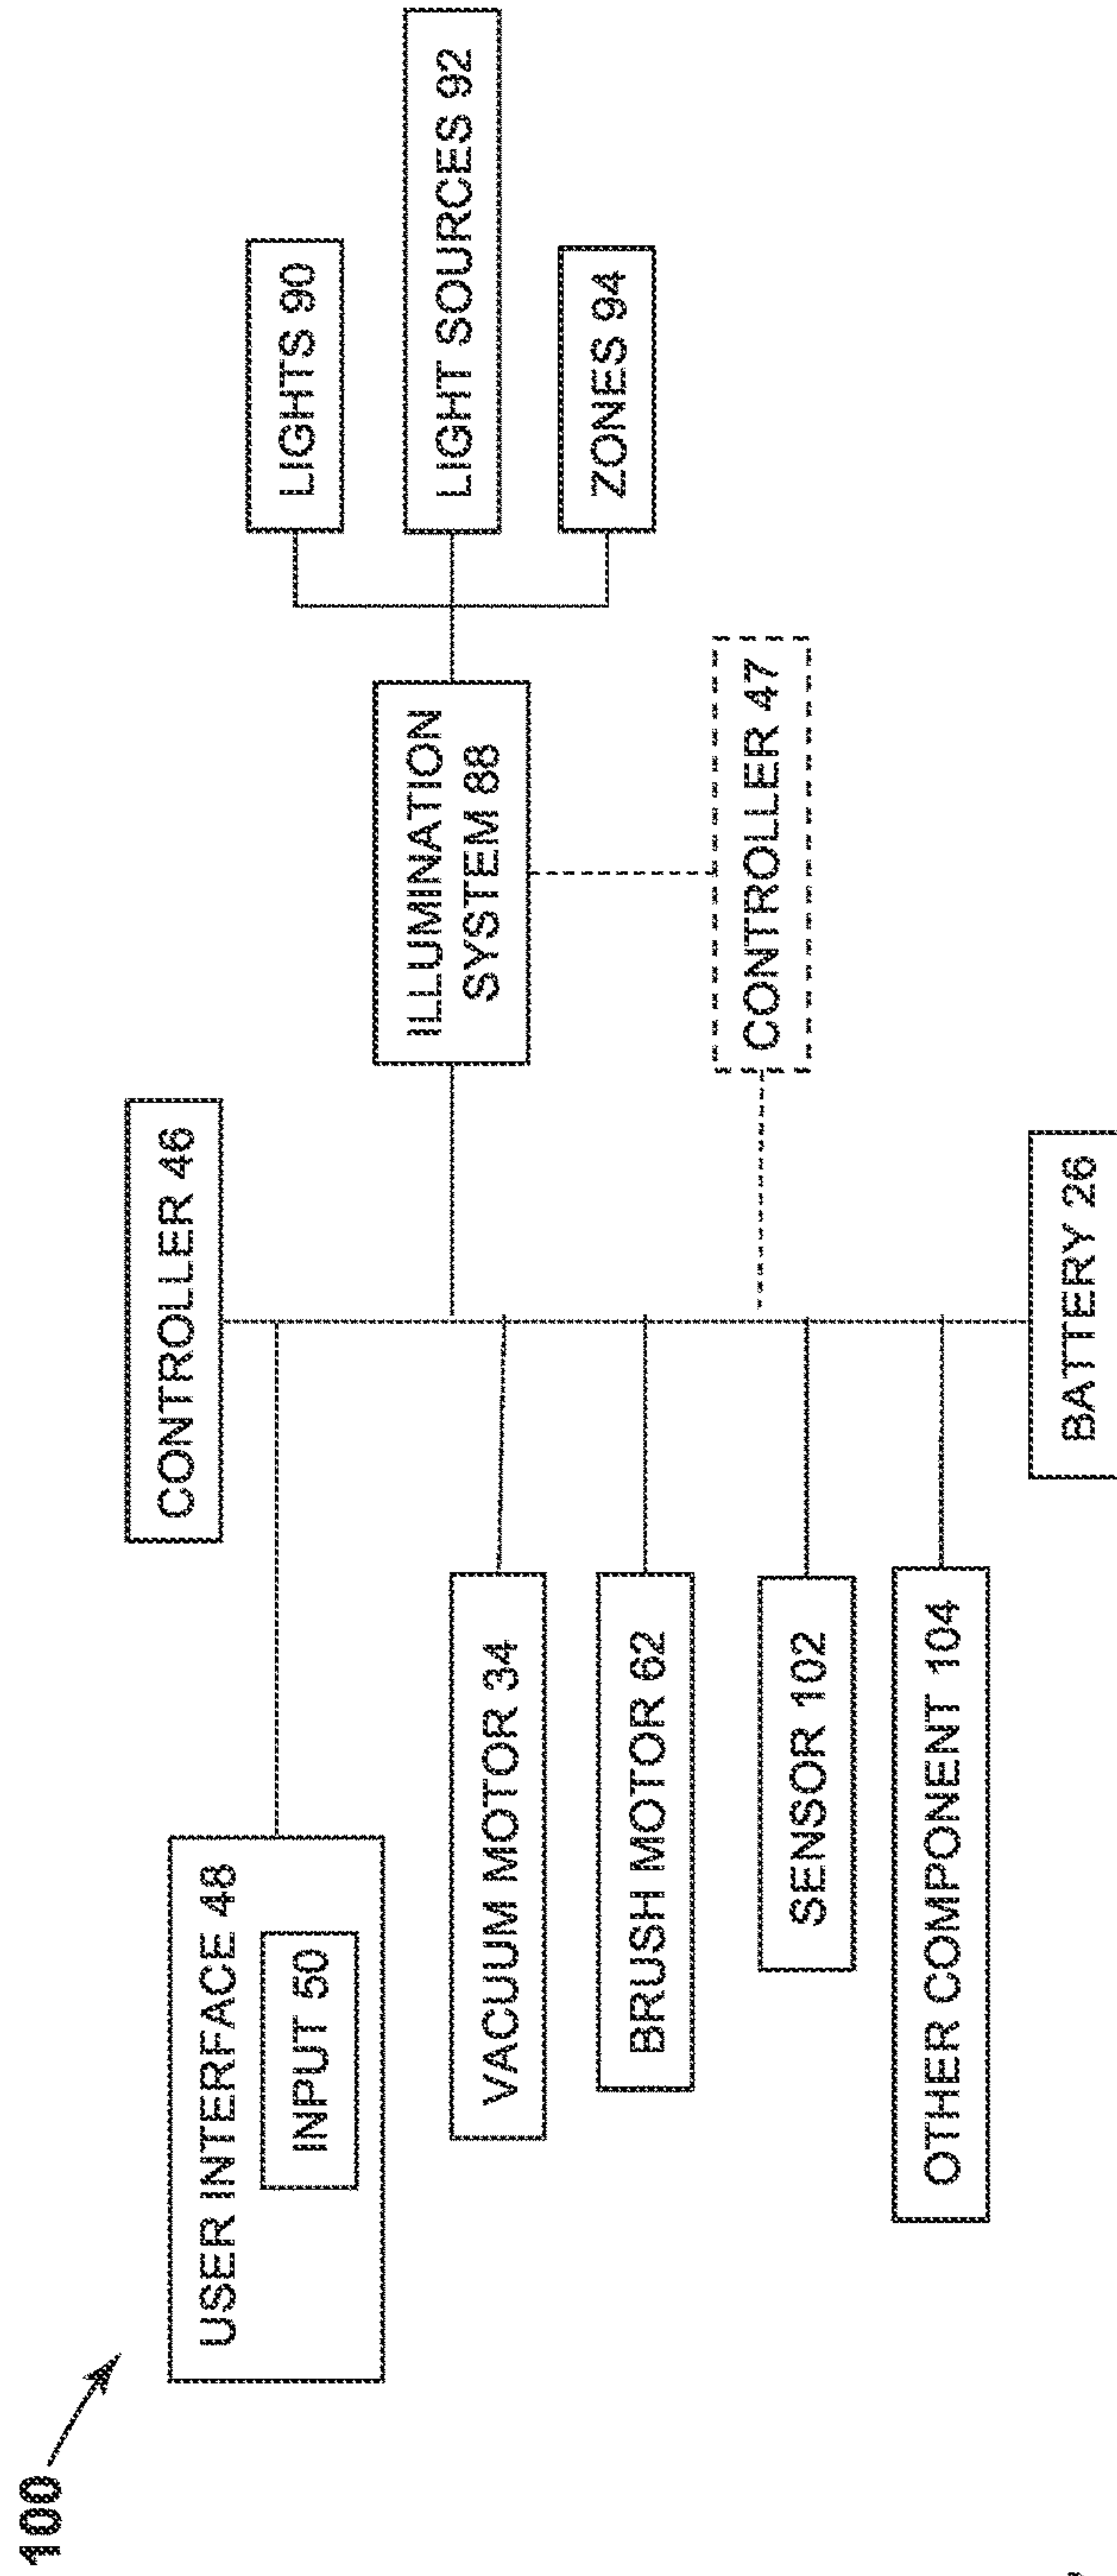 100
CONTROLLER 46
USER INTERFACE 48
INPUT 50
LIGHTS 90
ILLUMINATION
SYSTEM 88
LIGHT SOURCES 92
VACUUM MOTOR 34
ZONES 94
BRUSH MOTOR 62
CONTROLLER 47
SENSOR 102
OTHER COMPONENT 104
BATTERY 26